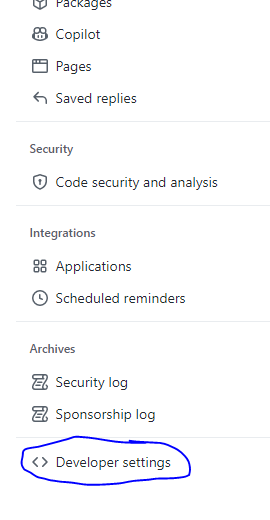 Packages
Copilot
Pages
Saved replies
Security
Code security and analysis
Integrations
Applications
Scheduled reminders
Archives
Security log
Sponsorship log
Developer settings